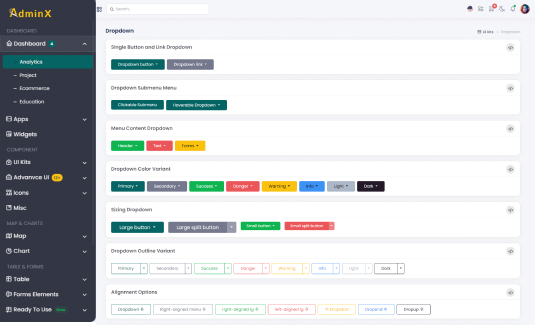 AdminX
Search...
DASHBOARD
Dashboard 4
Analytics
Project
Ecommerce
Education
Apps
Widgets
COMPONENT
UI Kits
Advance UI
Icons
Misc
MAP & CHARTS
Map
Chart
TABLE & FORMS
Table
Forms Elements
Ready To Use
Dropdown
UI Kits
Dropdown
Single Button and Link Dropdown
Dropdown button
Dropdown link
Dropdown Submenu Menu
Clickable Submenu
Hoverable Dropdown
Menu Content Dropdown
Header
Text
Forms
Dropdown Color Variant
Primary
Secondary
Success
Danger
Warning
Info
Light
Dark
Sizing Dropdown
Large button
Large split button
Small button
Small split button
Dropdown Outline Variant
Primary
Secondary
Success
Danger
Warning
Info
Light
Dark
Alignment Options
Dropdown
Right-aligned menu
right-aligned lg
left-aligned lg
Dropstart
Dropend
Dropup